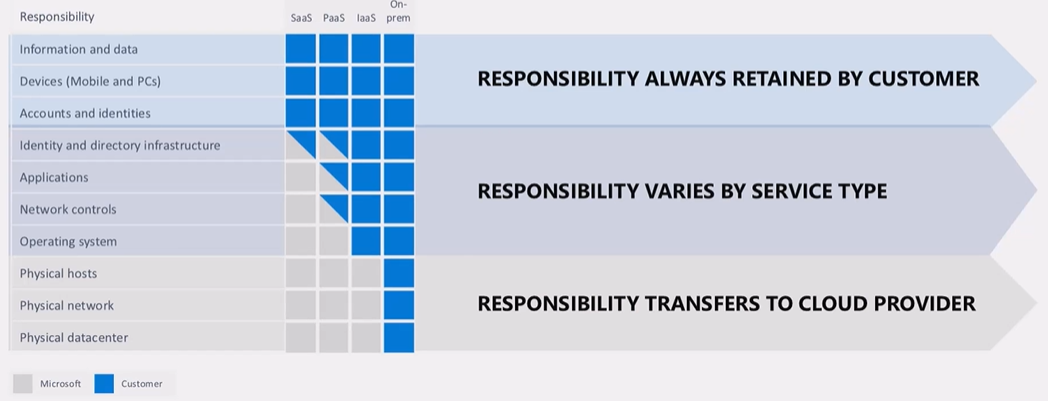 Responsibility SaaS PaaS IaaS On-
prem
Information and data
Devices (Mobile and PCs)
Accounts and identities
RESPONSIBILITY ALWAYS RETAINED BY CUSTOMER
Identity and directory infrastructure
Applications
Network controls
Operating system
RESPONSIBILITY VARIES BY SERVICE TYPE
Physical hosts
Physical network
Physical datacenter
RESPONSIBILITY TRANSFERS TO CLOUD PROVIDER
Microsoft Customer